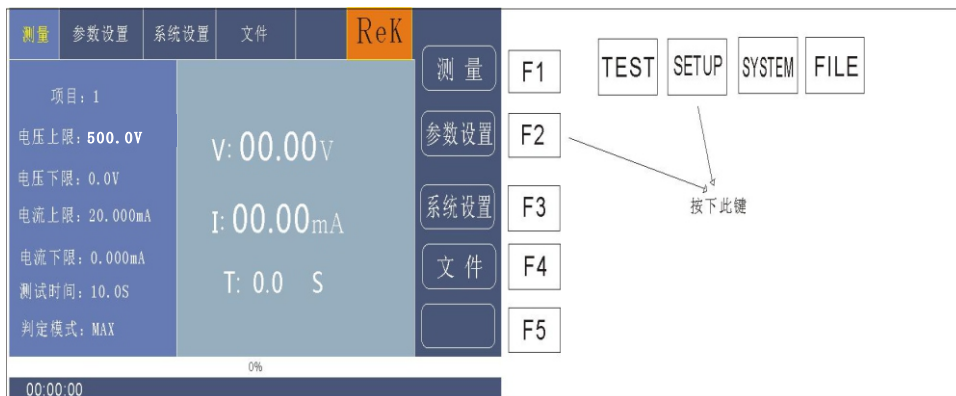 测量 参数设置 系统设置 文件 ReK
测 量 F1 TEST SETUP SYSTEM FILE
项目: 1
电压上限: 500.0V
参数设置 F2
V: 00.00V
电压下限: 0.0V
电流上限: 20.000mA
系统设置 F3 按下此键
I: 00.00mA
电流下限: 0.000mA
文 件 F4
T: 0.0 S
测试时间: 10.0S
判定模式: MAX
F5
0%
00:00:00